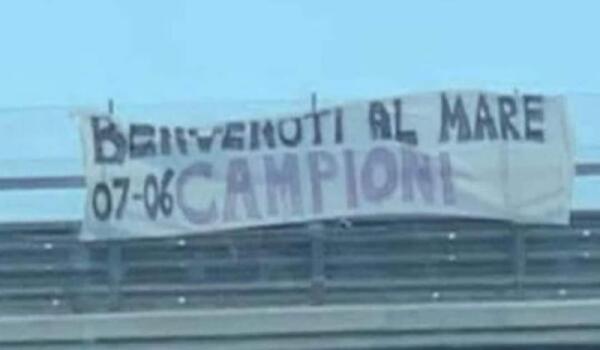 BENVENUTI AL MARE
07-06 CAMPIONI